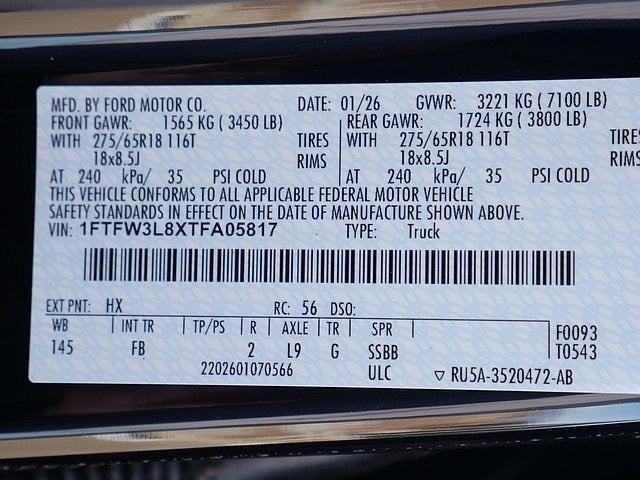 MFD. BY FORD MOTOR CO. DATE: 01/26 GVWR: 3221 KG ( 7100 LB)
FRONT GAWR: 1565 KG ( 3450 LB) REAR GAWR: 1724 KG ( 3800 LB)
WITH 275/65R18 116T TIRES WITH 275/65R18 116T TIRES
18x8.5J RIMS 18x8.5J RIMS
AT 240 kPa/ 35 PSI COLD AT 240 kPa/ 35 PSI COLD
THIS VEHICLE CONFORMS TO ALL APPLICABLE FEDERAL MOTOR VEHICLE
SAFETY STANDARDS IN EFFECT ON THE DATE OF MANUFACTURE SHOWN ABOVE.
VIN: 1FTFW3L8XTFA05817 TYPE: Truck
EXT PNT: HX RC: 56 DSO:
WB INT TR TP/PS R AXLE TR SPR F0093
145 FB 2 L9 G SSBB T0543
2202601070566 ULC ▽ RU5A-3520472-AB